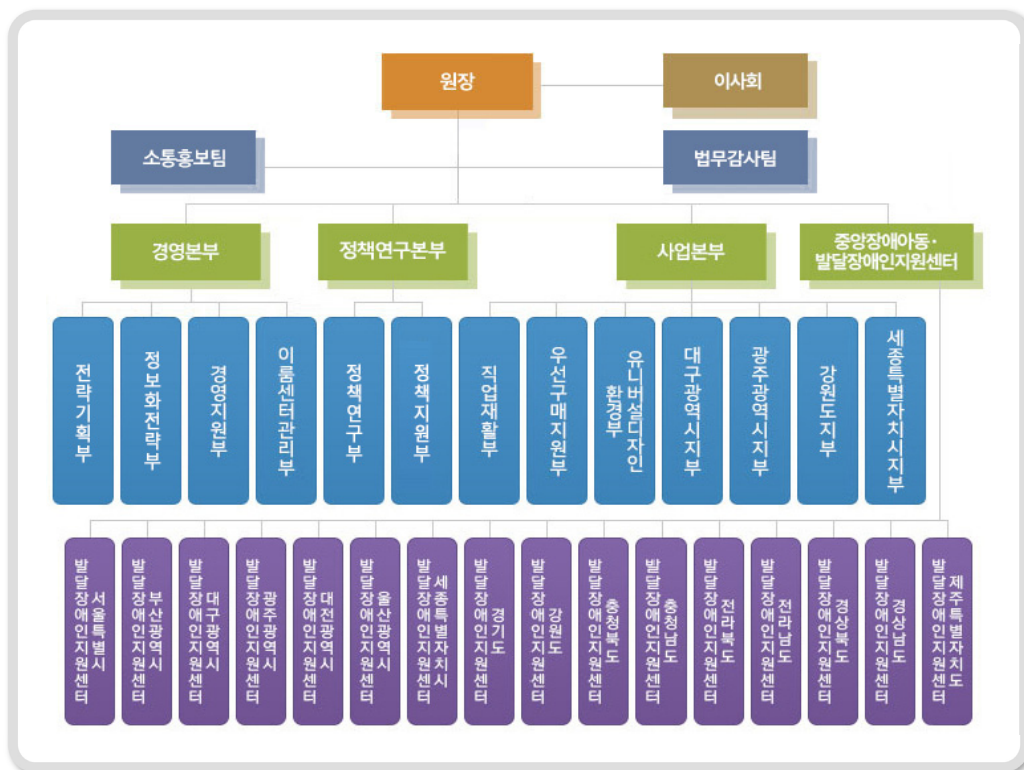 원장
이사회
소통홍보팀
법무감사팀
경영본부
정책연구본부
사업본부
중앙장애아동·
발달장애인지원센터
전략기획부
정보화전략부
경영지원부
이룸센터관리부
정책연구부
정책지원부
직업재활부
우선구매지원부
유니버설디자인
환경부
대구광역시지부
광주광역시지부
강원도지부
세종특별자치시지부
서울특별시
발달장애인지원센터
부산광역시
발달장애인지원센터
대구광역시
발달장애인지원센터
광주광역시
발달장애인지원센터
대전광역시
발달장애인지원센터
울산광역시
발달장애인지원센터
세종특별자치시
발달장애인지원센터
경기도
발달장애인지원센터
강원도
발달장애인지원센터
충청북도
발달장애인지원센터
충청남도
발달장애인지원센터
전라북도
발달장애인지원센터
전라남도
발달장애인지원센터
경상북도
발달장애인지원센터
경상남도
발달장애인지원센터
제주특별자치도
발달장애인지원센터